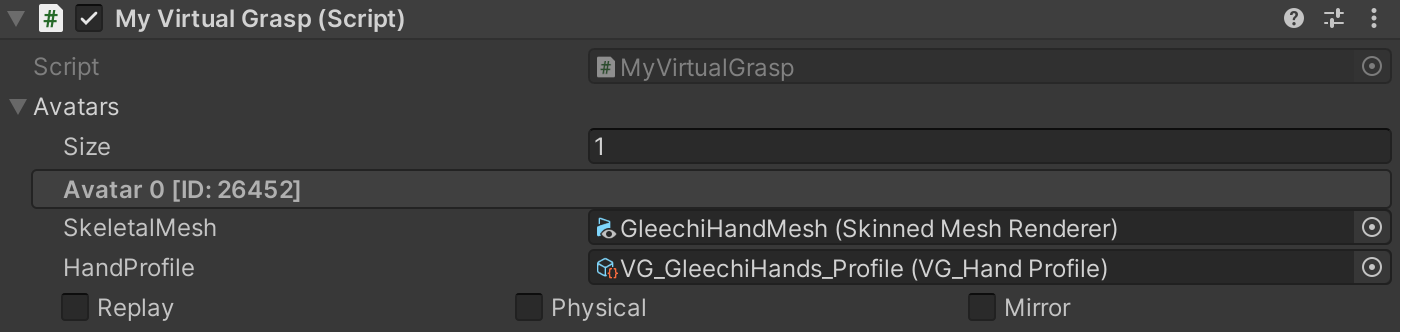 My Virtual Grasp (Script)
Script # MyVirtualGrasp
Avatars
Size 1
Avatar 0 [ID: 26452]
SkeletalMesh GleechiHandMesh (Skinned Mesh Renderer)
HandProfile VG_GleechiHands_Profile (VG_Hand Profile)
Replay Physical Mirror